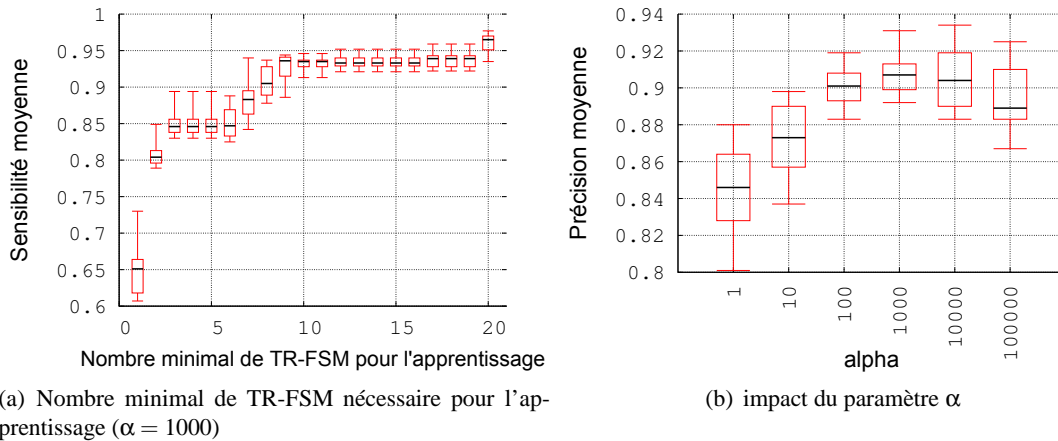 1
0.95
0.9
0.85
0.8
0.75
0.7
0.65
0.6
Sensibilité moyenne
0 5 10 15 20
Nombre minimal de TR-FSM pour l'apprentissage
(a) Nombre minimal de TR-FSM nécessaire pour l'ap-
prentissage (α = 1000)
0.94
0.92
0.9
0.88
0.86
0.84
0.82
0.8
Précision moyenne
1 10 100 1000 10000 100000
alpha
(b) impact du paramètre α